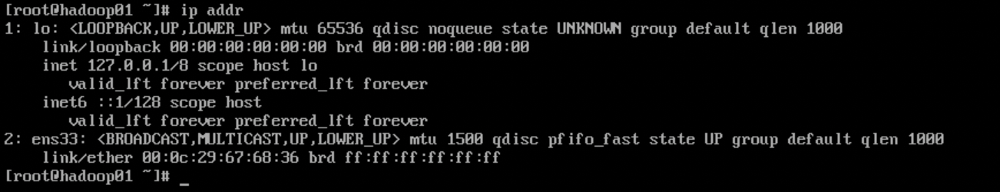 [root@hadoop01 ~]# ip addr
1: lo: <LOOPBACK,UP,LOWER_UP> mtu 65536 qdisc noqueue state UNKNOWN group default qlen 1000
    link/loopback 00:00:00:00:00:00 brd 00:00:00:00:00:00
    inet 127.0.0.1/8 scope host lo
       valid_lft forever preferred_lft forever
    inet6 ::1/128 scope host
       valid_lft forever preferred_lft forever
2: ens33: <BROADCAST,MULTICAST,UP,LOWER_UP> mtu 1500 qdisc pfifo_fast state UP group default qlen 1000
    link/ether 00:0c:29:67:68:36 brd ff:ff:ff:ff:ff:ff
[root@hadoop01 ~]# _